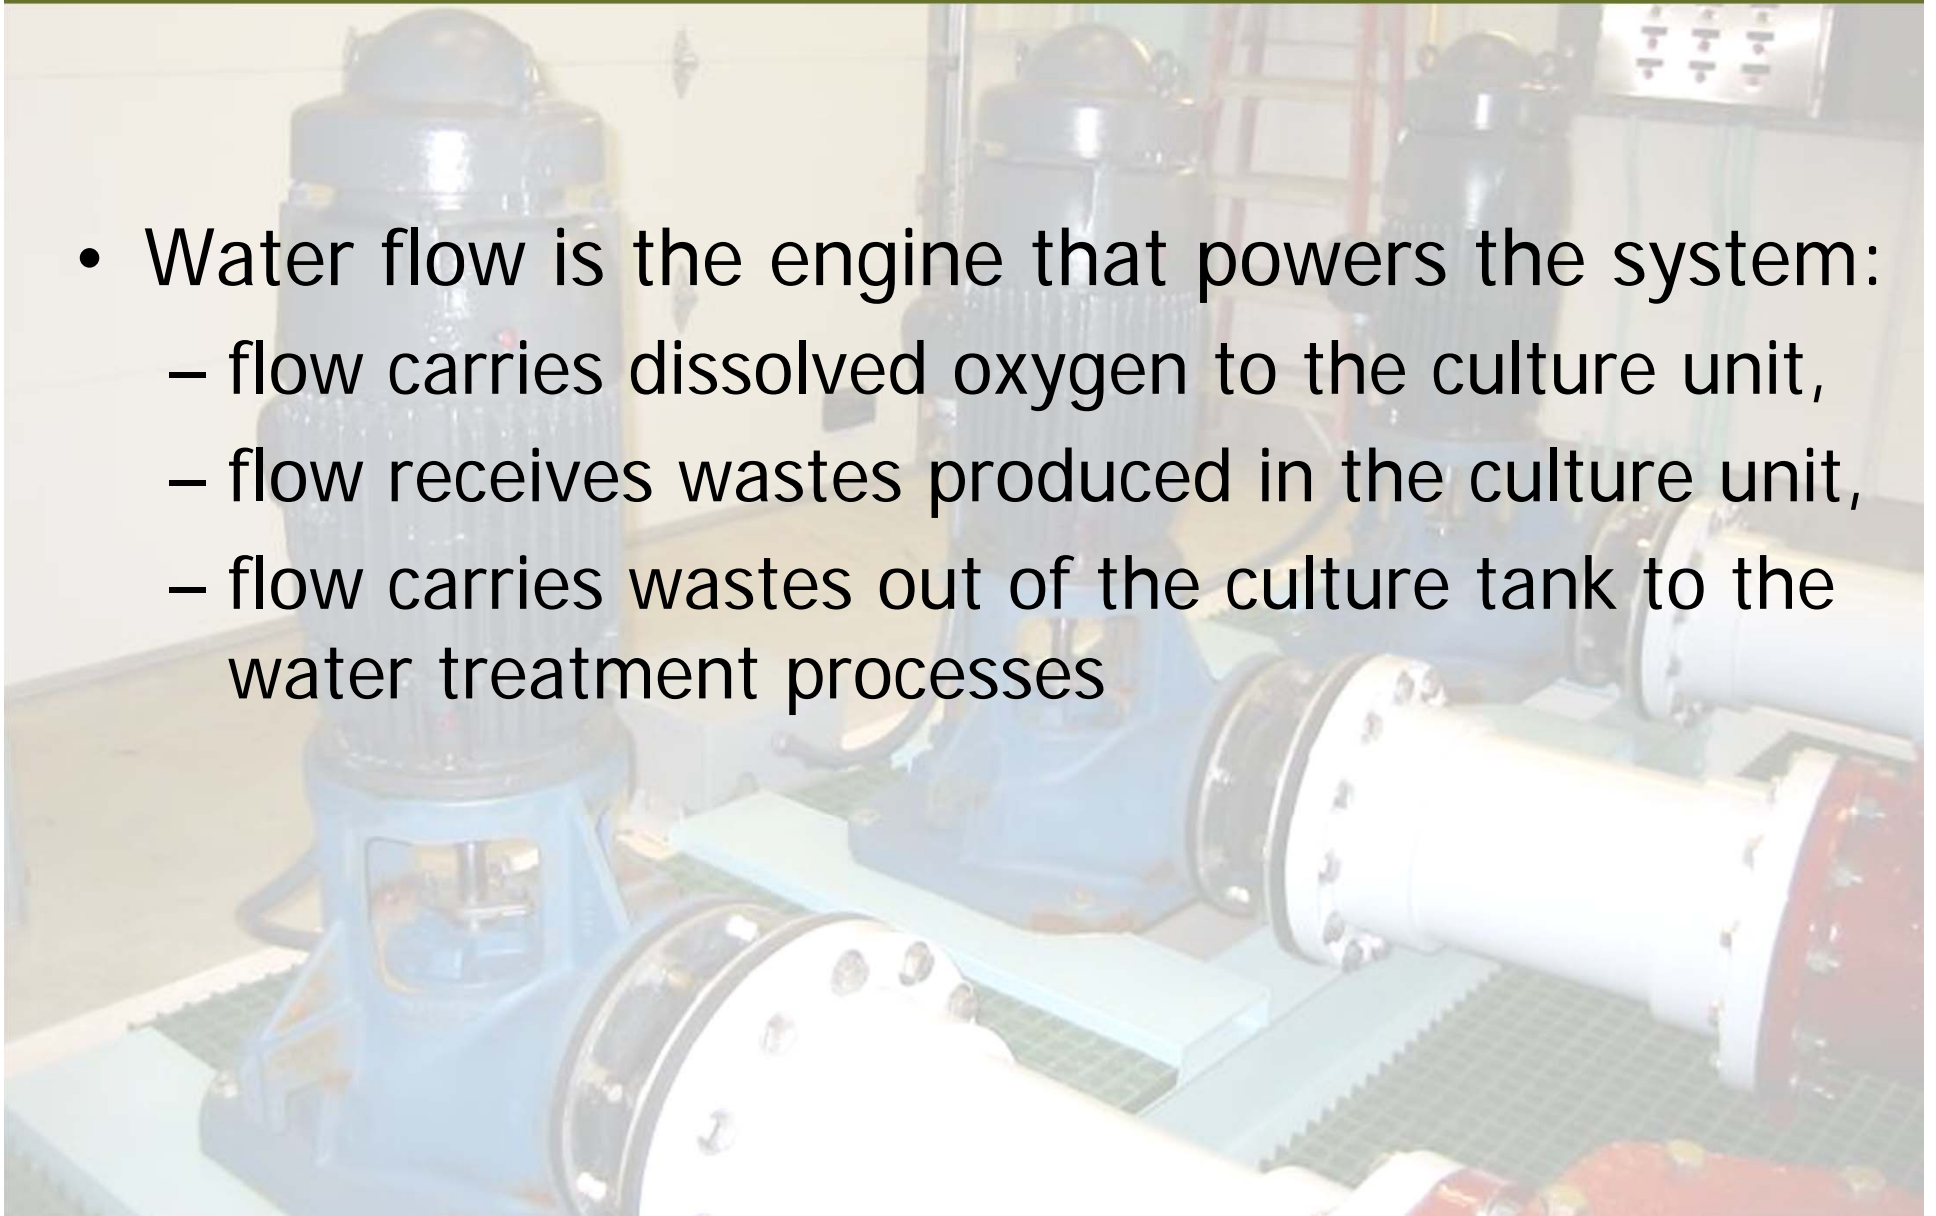 • Water flow is the engine that powers the system:
– flow carries dissolved oxygen to the culture unit,
– flow receives wastes produced in the culture unit,
– flow carries wastes out of the culture tank to the
water treatment processes